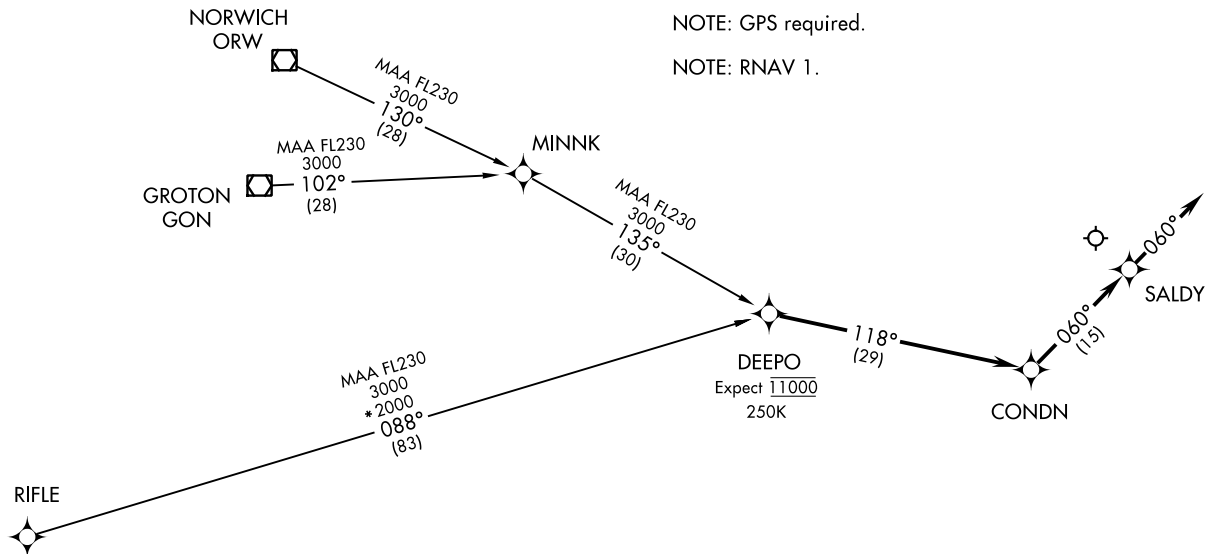 NORWICH
ORW
NOTE: GPS required.
NOTE: RNAV 1.
MAA FL230
3000
130°
(28)
MINNK
MAA FL230
3000
102°
(28)
GROTON
GON
MAA FL230
3000
135°
(30)
060°
SALDY
060°
(15)
118°
(29)
DEEPO
Expect 11000
250K
CONDN
MAA FL230
3000
*2000
088°
(83)
RIFLE